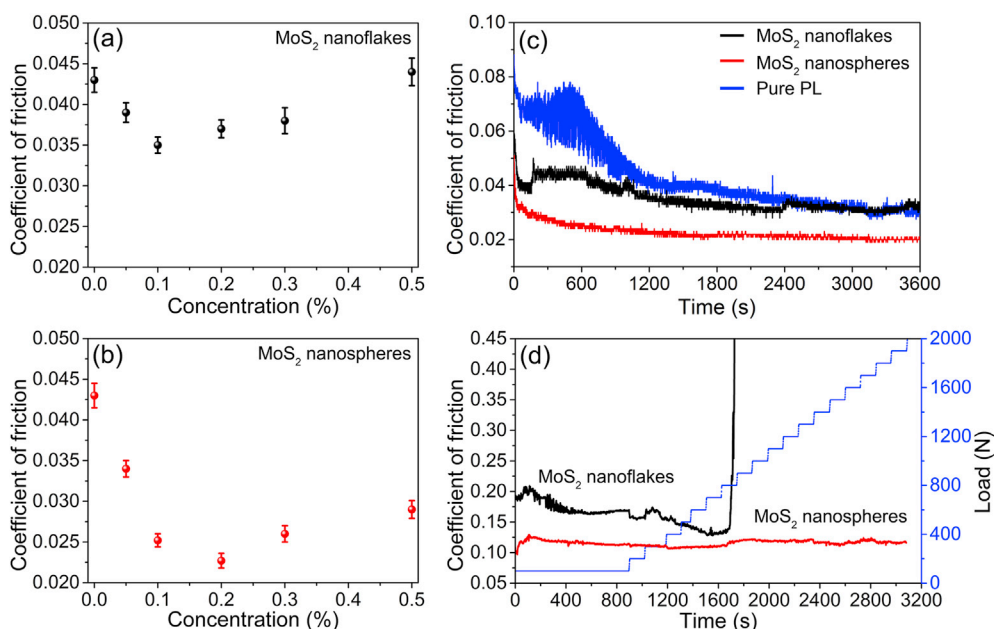 (a)
MoS2 nanoflakes
Coefficient of friction
0.050
0.045
0.040
0.035
0.030
0.025
0.020
0.0 0.1 0.2 0.3 0.4 0.5
Concentration (%)
(c)
MoS2 nanoflakes
MoS2 nanospheres
Pure PL
Coefficient of friction
0.10
0.08
0.06
0.04
0.02
0 600 1200 1800 2400 3000 3600
Time (s)
(b)
MoS2 nanospheres
Coefficient of friction
0.050
0.045
0.040
0.035
0.030
0.025
0.020
0.0 0.1 0.2 0.3 0.4 0.5
Concentration (%)
(d)
Coefficient of friction
0.45
0.40
0.35
0.30
0.25
0.20
0.15
0.10
0.05
MoS2 nanoflakes
MoS2 nanospheres
2000
1600
1200
800
400
0
Load (N)
0 400 800 1200 1600 2000 2400 2800 3200
Time (s)